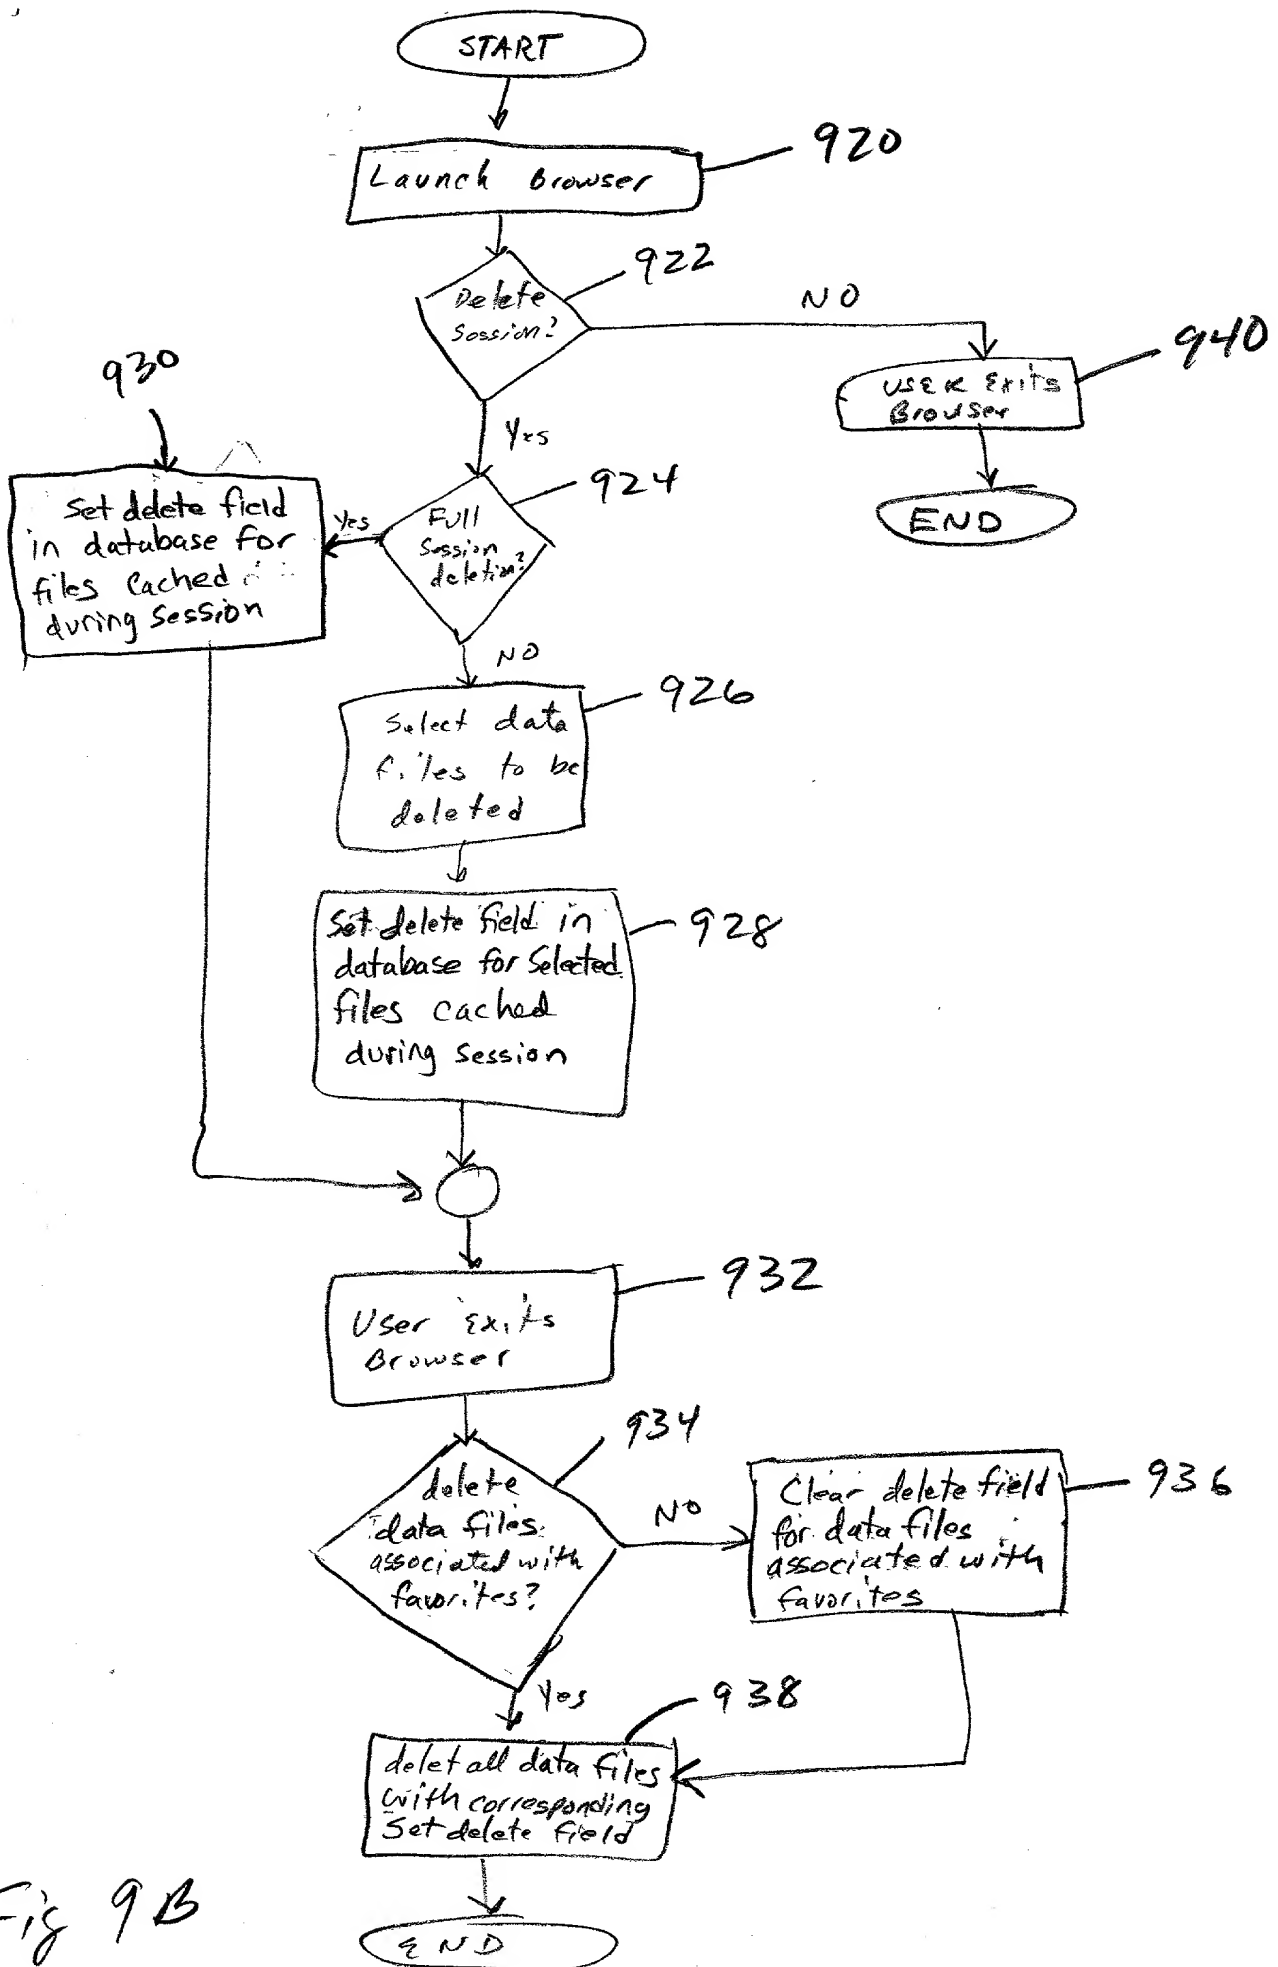 START
920
Launch Browser
922
Delete
Session?
NO
940
USER Exits
Browser
END
930
Yes
924
Set delete field
in database for
files Cached
during Session
Yes
Full
Session
deletion?
NO
926
Select data
files to be
deleted
928
Set delete field in
database for Selected
files cached
during Session
932
User Exits
Browser
934
delete
data files
associated with
favorites?
NO
936
Clear delete field
for data files
associated with
favorites
Yes
938
delet all data files
with corresponding
Set delete field
Fig 9B
END